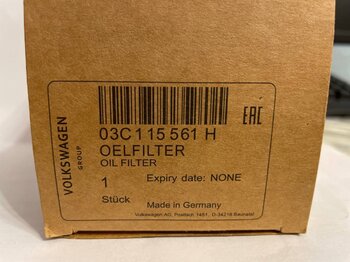 VOLKSWAGEN
GROUP
03C 115 561 H
OELFILTER
OIL FILTER
1 Expiry date: NONE
Stück
Made in Germany
Volkswagen AG, Postfach 1451, D-34218 Baunatal
EAC